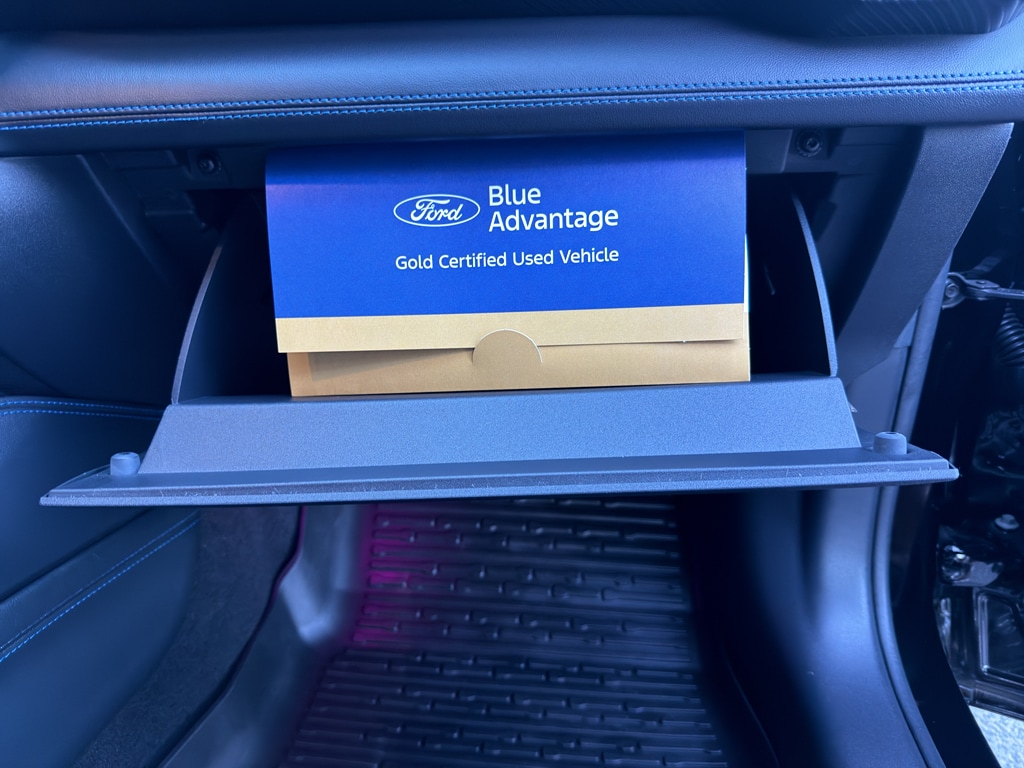 Ford
Blue
Advantage
Gold Certified Used Vehicle